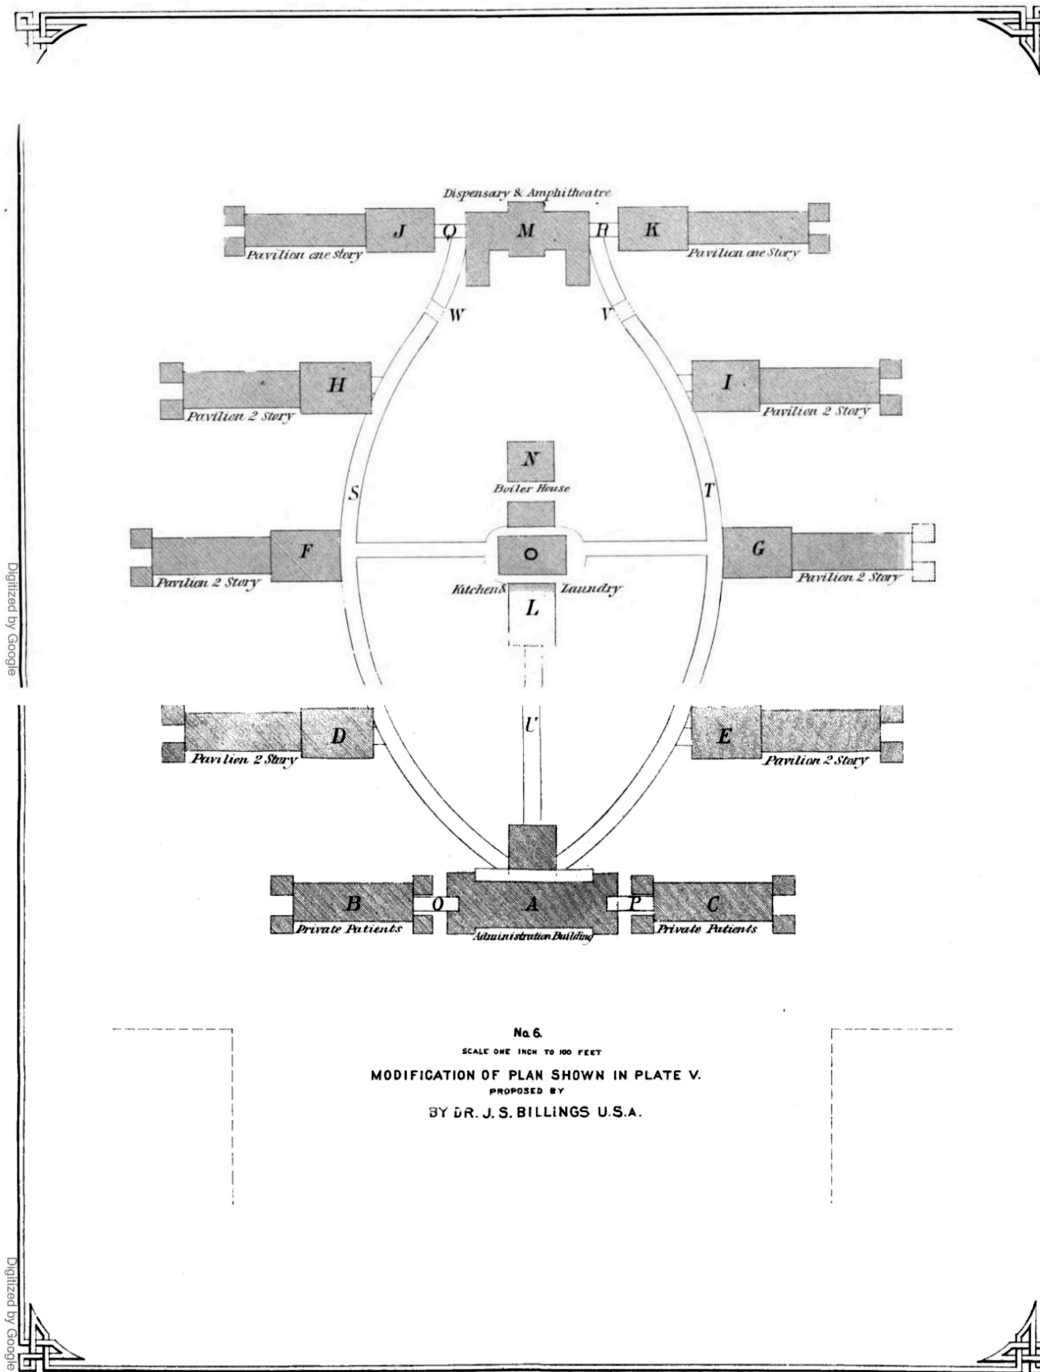 Dispensary & Amphitheatre
J Q M R K
Pavilion one Story
Pavilion one Story
W V
H I
Pavilion 2 Story
Pavilion 2 Story
N
Boiler House
S T
F O G
Pavilion 2 Story
Kitchen & Laundry
Pavilion 2 Story
L
U
D E
Pavilion 2 Story
Pavilion 2 Story
B O A P C
Private Patients
Administration Building
Private Patients
No. 6.
SCALE ONE INCH TO 100 FEET
MODIFICATION OF PLAN SHOWN IN PLATE V.
PROPOSED BY
BY DR. J. S. BILLINGS U.S.A.
Digitized by Google
Digitized by Google